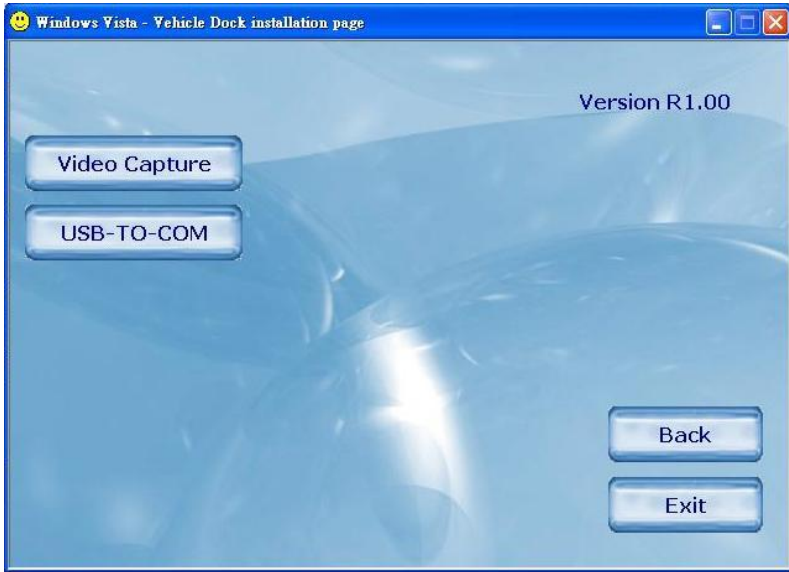 Windows Vista - Vehicle Dock installation page
Version R1.00
Video Capture
USB-TO-COM
Back
Exit